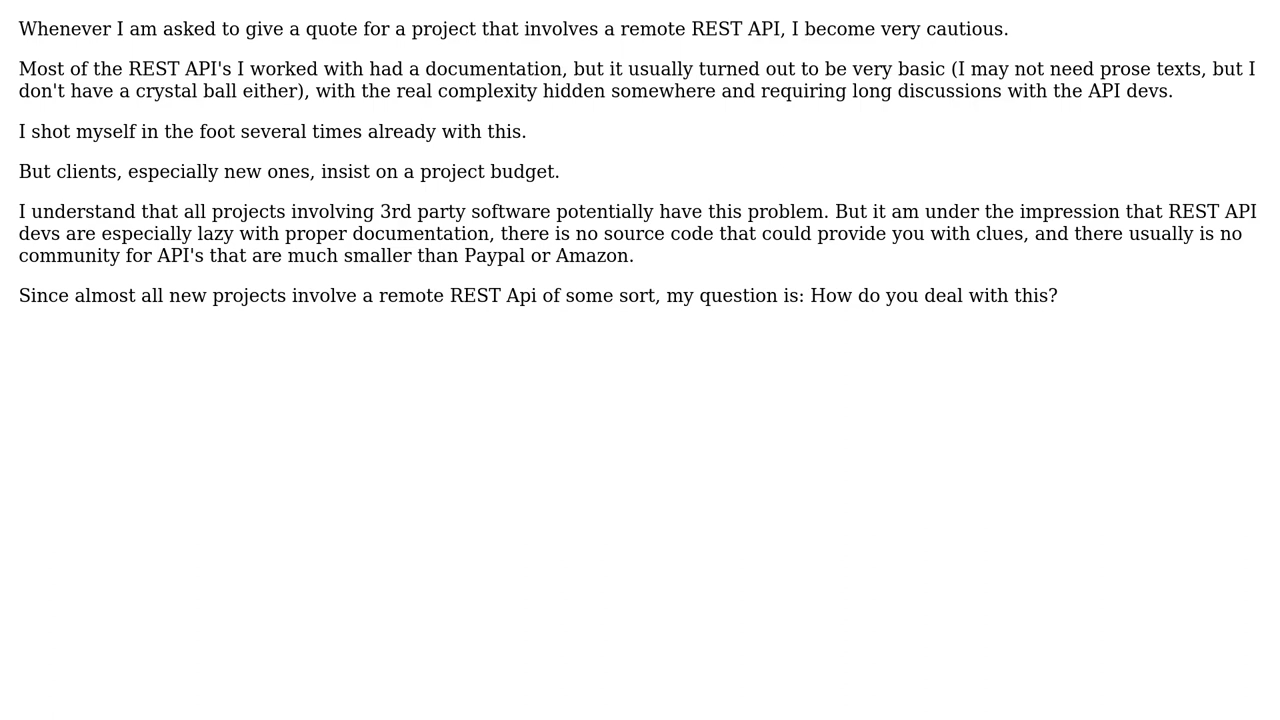 Whenever I am asked to give a quote for a project that involves a remote REST API, I become very cautious.
Most of the REST API's I worked with had a documentation, but it usually turned out to be very basic (I may not need prose texts, but I
don't have a crystal ball either), with the real complexity hidden somewhere and requiring long discussions with the API devs.
I shot myself in the foot several times already with this.
But clients, especially new ones, insist on a project budget.
I understand that all projects involving 3rd party software potentially have this problem. But it am under the impression that REST API
devs are especially lazy with proper documentation, there is no source code that could provide you with clues, and there usually is no
community for API's that are much smaller than Paypal or Amazon.
Since almost all new projects involve a remote REST Api of some sort, my question is: How do you deal with this?